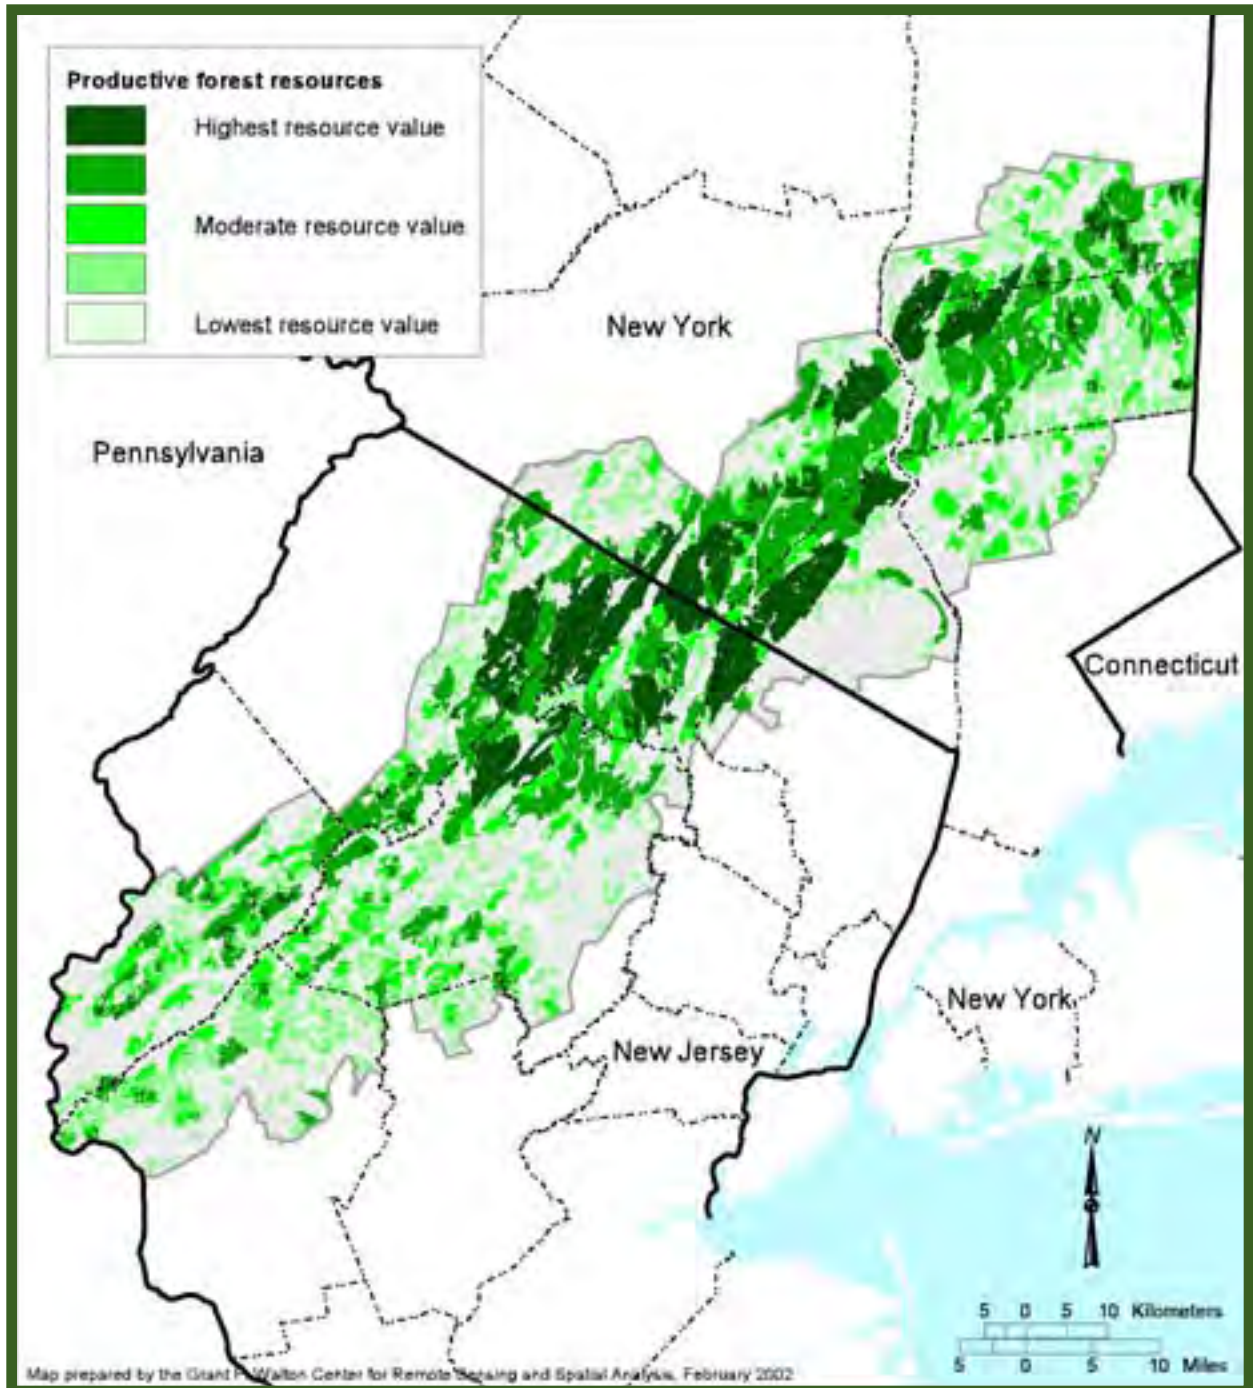 Productive forest resources
Highest resource value
Moderate resource value
Lowest resource value
New York
Pennsylvania
Connecticut
New York
New Jersey
N
5 0 5 10 Kilometers
5 0 5 10 Miles
Map prepared by the Grant F. Walton Center for Remote Sensing and Spatial Analysis, February 2002